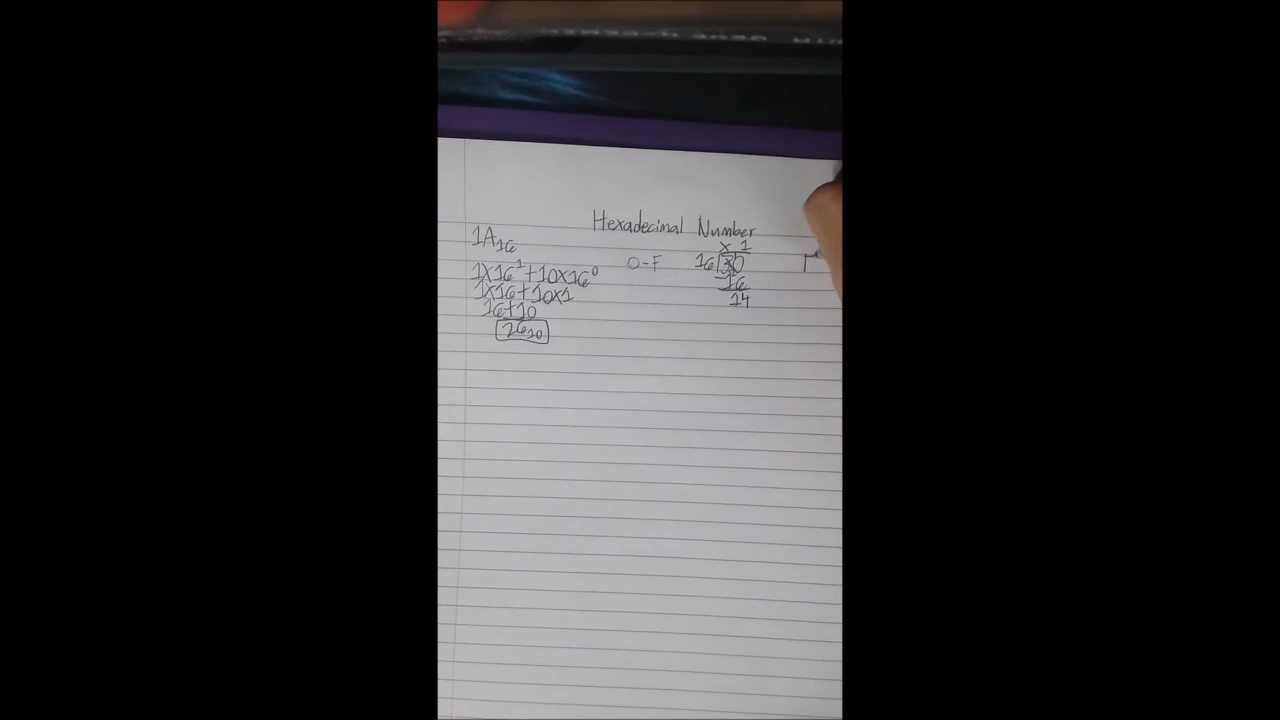 Hexadecimal Number
1A₁₆
1x16¹+10x16⁰
1x16+10x1
16+10
26₁₀
0-F
x 1
16 30
16
14